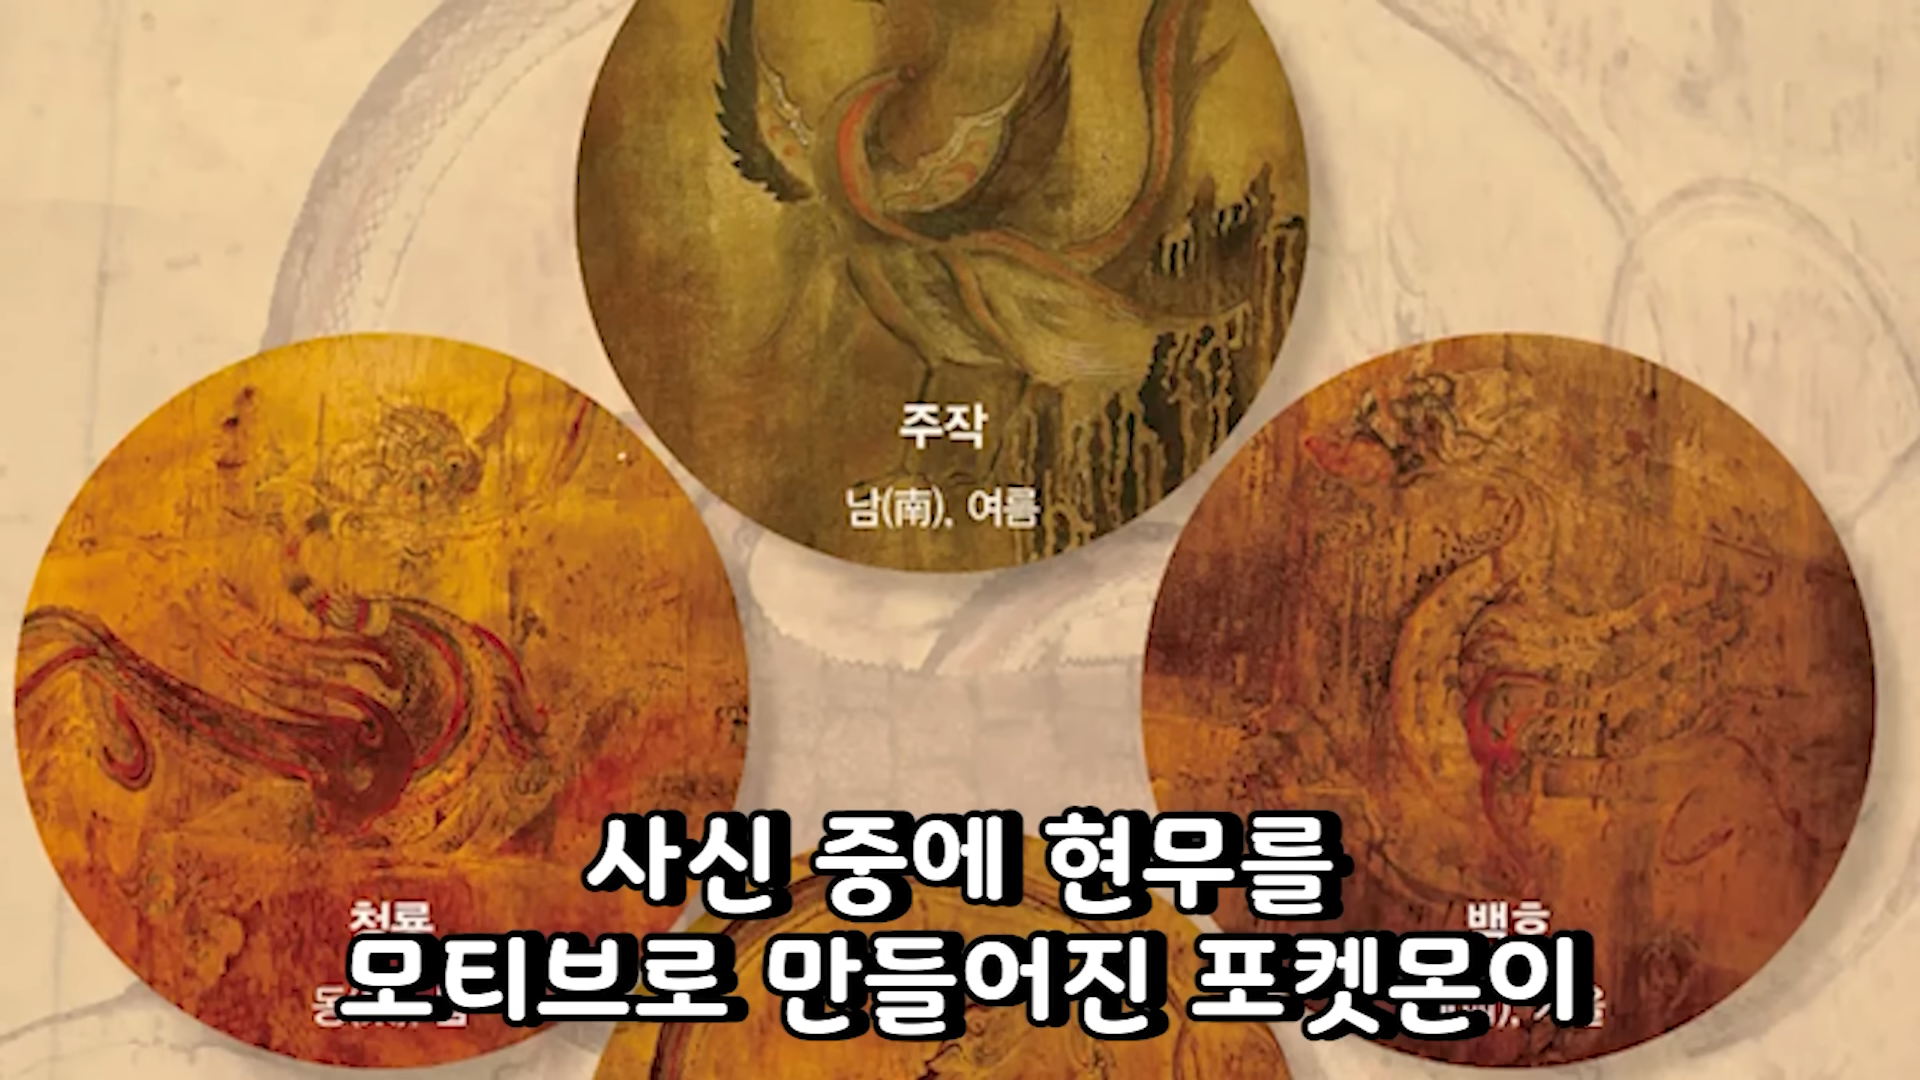 주작
남(南), 여름
사신 중에 현무를
모티브로 만들어진 포켓몬이